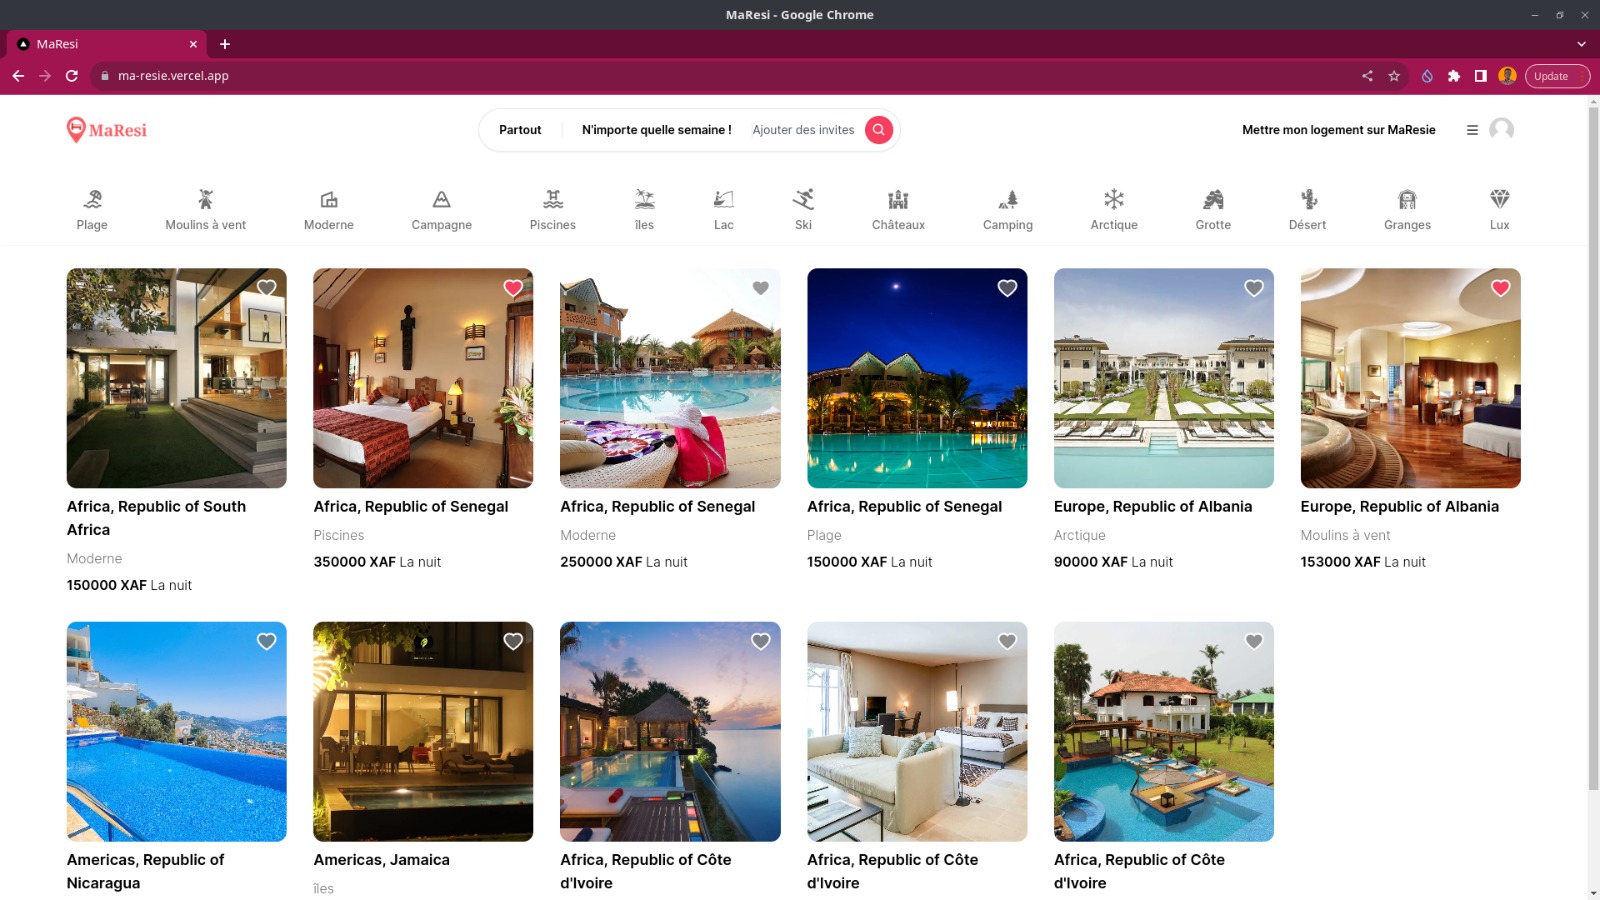 MaResi - Google Chrome
MaResi
ma-resie.vercel.app
Update
MaResi
Partout
N'importe quelle semaine !
Ajouter des invites
Mettre mon logement sur MaResie
Plage
Moulins à vent
Moderne
Campagne
Piscines
îles
Lac
Ski
Châteaux
Camping
Arctique
Grotte
Désert
Granges
Lux
Africa, Republic of South
Africa
Moderne
150000 XAF La nuit
Africa, Republic of Senegal
Piscines
350000 XAF La nuit
Africa, Republic of Senegal
Moderne
250000 XAF La nuit
Africa, Republic of Senegal
Plage
150000 XAF La nuit
Europe, Republic of Albania
Arctique
90000 XAF La nuit
Europe, Republic of Albania
Moulins à vent
153000 XAF La nuit
Americas, Republic of
Nicaragua
Americas, Jamaica
îles
Africa, Republic of Côte
d'Ivoire
Africa, Republic of Côte
d'Ivoire
Africa, Republic of Côte
d'Ivoire